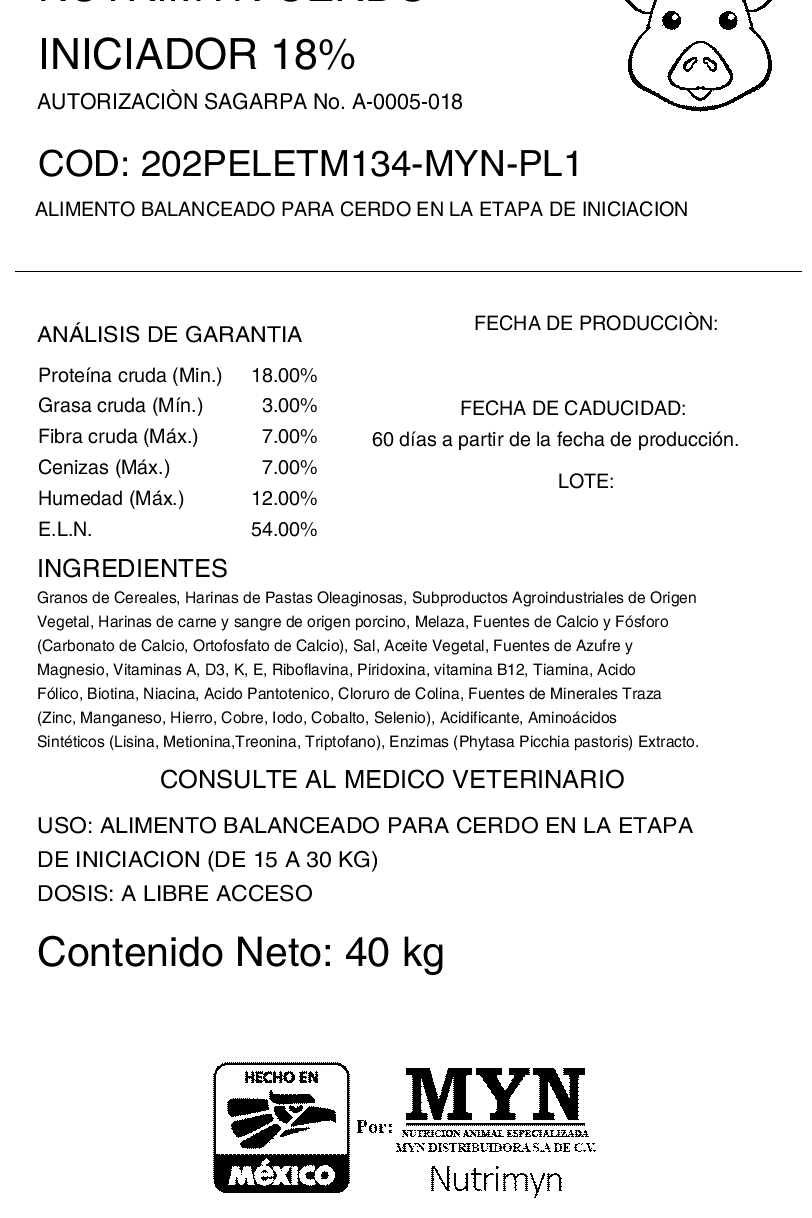 INICIADOR 18%
AUTORIZACIÒN SAGARPA No. A-0005-018
COD: 202PELETM134-MYN-PL1
ALIMENTO BALANCEADO PARA CERDO EN LA ETAPA DE INICIACION
ANÁLISIS DE GARANTIA
Proteína cruda (Min.) 18.00%
Grasa cruda (Mín.) 3.00%
Fibra cruda (Máx.) 7.00%
Cenizas (Máx.) 7.00%
Humedad (Máx.) 12.00%
E.L.N. 54.00%
FECHA DE PRODUCCIÒN:
FECHA DE CADUCIDAD:
60 días a partir de la fecha de producción.
LOTE:
INGREDIENTES
Granos de Cereales, Harinas de Pastas Oleaginosas, Subproductos Agroindustriales de Origen
Vegetal, Harinas de carne y sangre de origen porcino, Melaza, Fuentes de Calcio y Fósforo
(Carbonato de Calcio, Ortofosfato de Calcio), Sal, Aceite Vegetal, Fuentes de Azufre y
Magnesio, Vitaminas A, D3, K, E, Riboflavina, Piridoxina, vitamina B12, Tiamina, Acido
Fólico, Biotina, Niacina, Acido Pantotenico, Cloruro de Colina, Fuentes de Minerales Traza
(Zinc, Manganeso, Hierro, Cobre, Iodo, Cobalto, Selenio), Acidificante, Aminoácidos
Sintéticos (Lisina, Metionina,Treonina, Triptofano), Enzimas (Phytasa Picchia pastoris) Extracto.
CONSULTE AL MEDICO VETERINARIO
USO: ALIMENTO BALANCEADO PARA CERDO EN LA ETAPA
DE INICIACION (DE 15 A 30 KG)
DOSIS: A LIBRE ACCESO
Contenido Neto: 40 kg
HECHO EN
MéXICO
Por:
MYN
NUTRICION ANIMAL ESPECIALIZADA
MYN DISTRIBUIDORA S.A DE C.V.
Nutrimyn